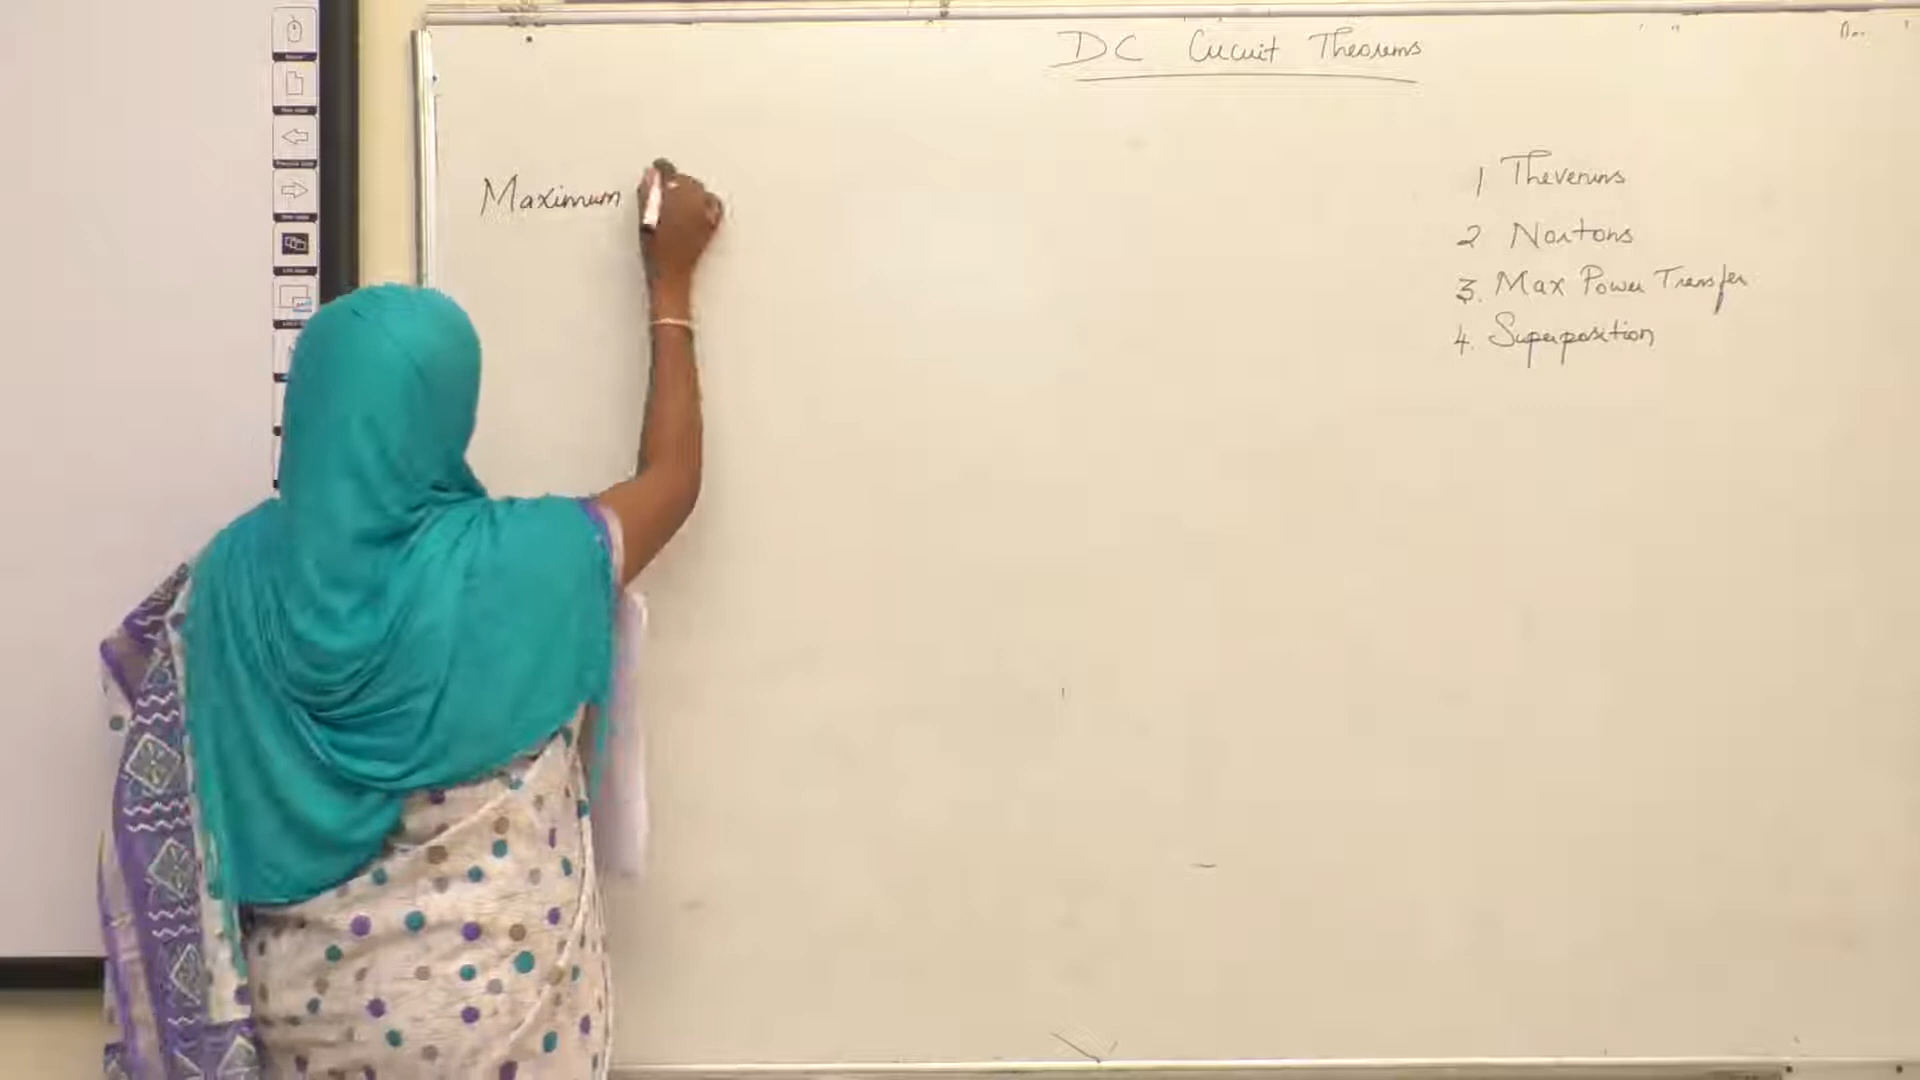 DC Circuit Theorems
Maximum
1 Thevenins
2 Nortons
3. Max Power Transfer
4. Superposition